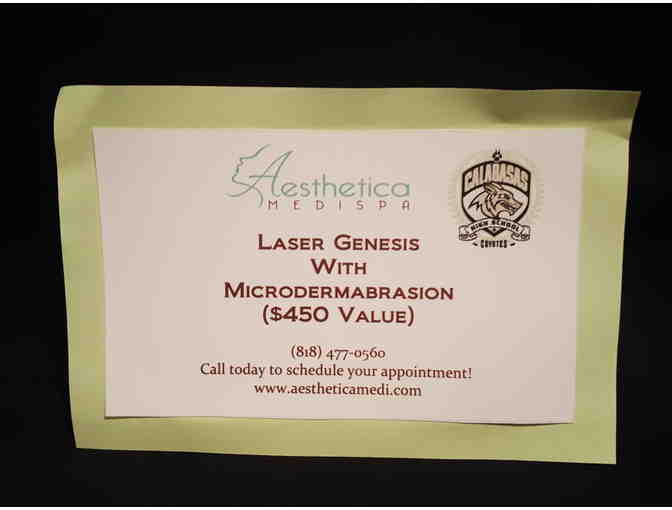 Aesthetica
MEDISPA
CALABASAS
HIGH SCHOOL
COYOTES
LASER GENESIS
WITH
MICRODERMABRASION
($450 VALUE)
(818) 477-0560
Call today to schedule your appointment!
www.aestheticamedi.com